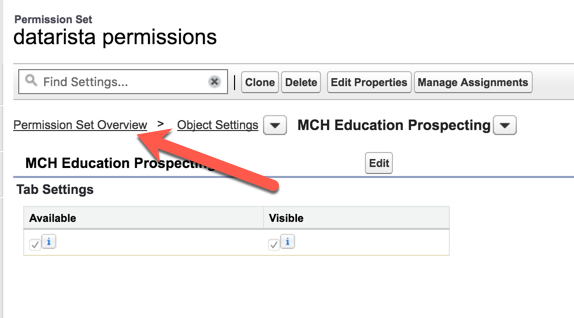 Permission Set
datarista permissions
Find Settings... | Clone Delete Edit Properties Manage Assignments
Permission Set Overview > Object Settings MCH Education Prospecting
MCH Education Prospecting Edit
Tab Settings
Available Visible
i i